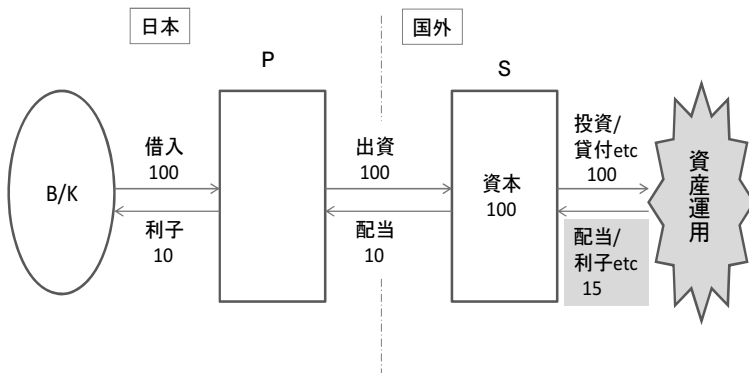 日本
国外
P
S
B/K
借入
100
利子
10
出資
100
配当
10
資本
100
投資/
貸付etc
100
配当/
利子etc
15
資産運用